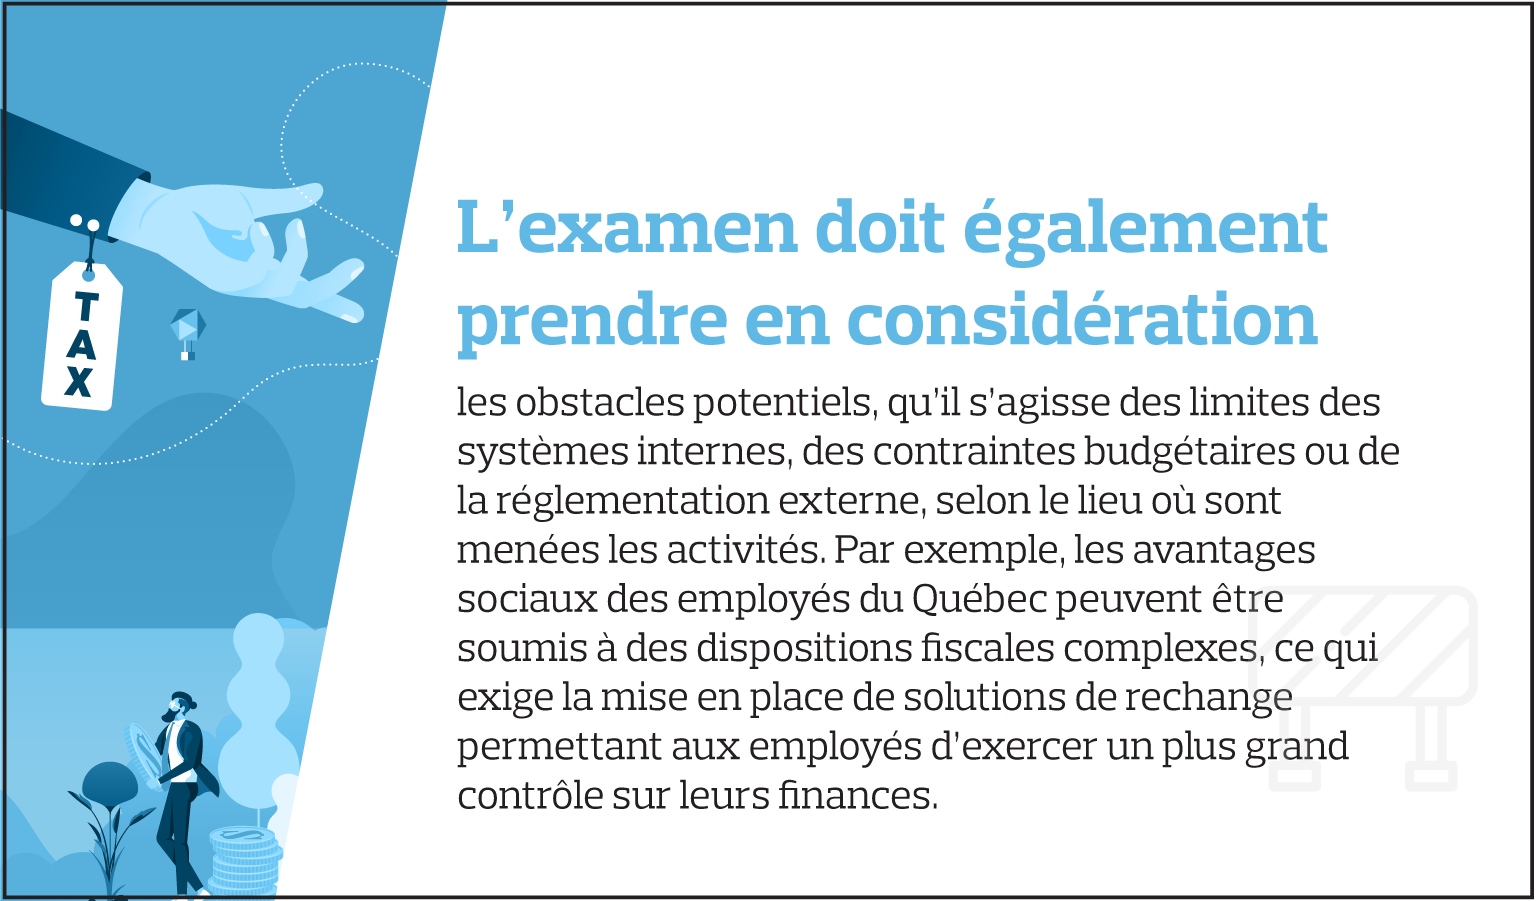 TAX
L’examen doit également
prendre en considération
les obstacles potentiels, qu’il s’agisse des limites des
systèmes internes, des contraintes budgétaires ou de
la réglementation externe, selon le lieu où sont
menées les activités. Par exemple, les avantages
sociaux des employés du Québec peuvent être
soumis à des dispositions fiscales complexes, ce qui
exige la mise en place de solutions de rechange
permettant aux employés d’exercer un plus grand
contrôle sur leurs finances.